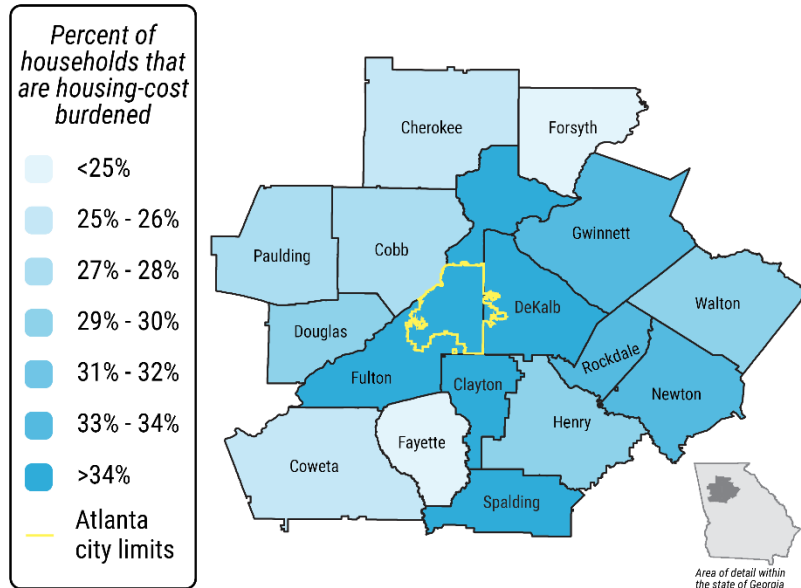 Percent of
households that
are housing-cost
burdened
<25%
25% - 26%
27% - 28%
29% - 30%
31% - 32%
33% - 34%
>34%
Atlanta
city limits
Cherokee
Forsyth
Gwinnett
Paulding
Cobb
DeKalb
Walton
Douglas
Rockdale
Fulton
Clayton
Newton
Henry
Fayette
Coweta
Spalding
Area of detail within
the state of Georgia